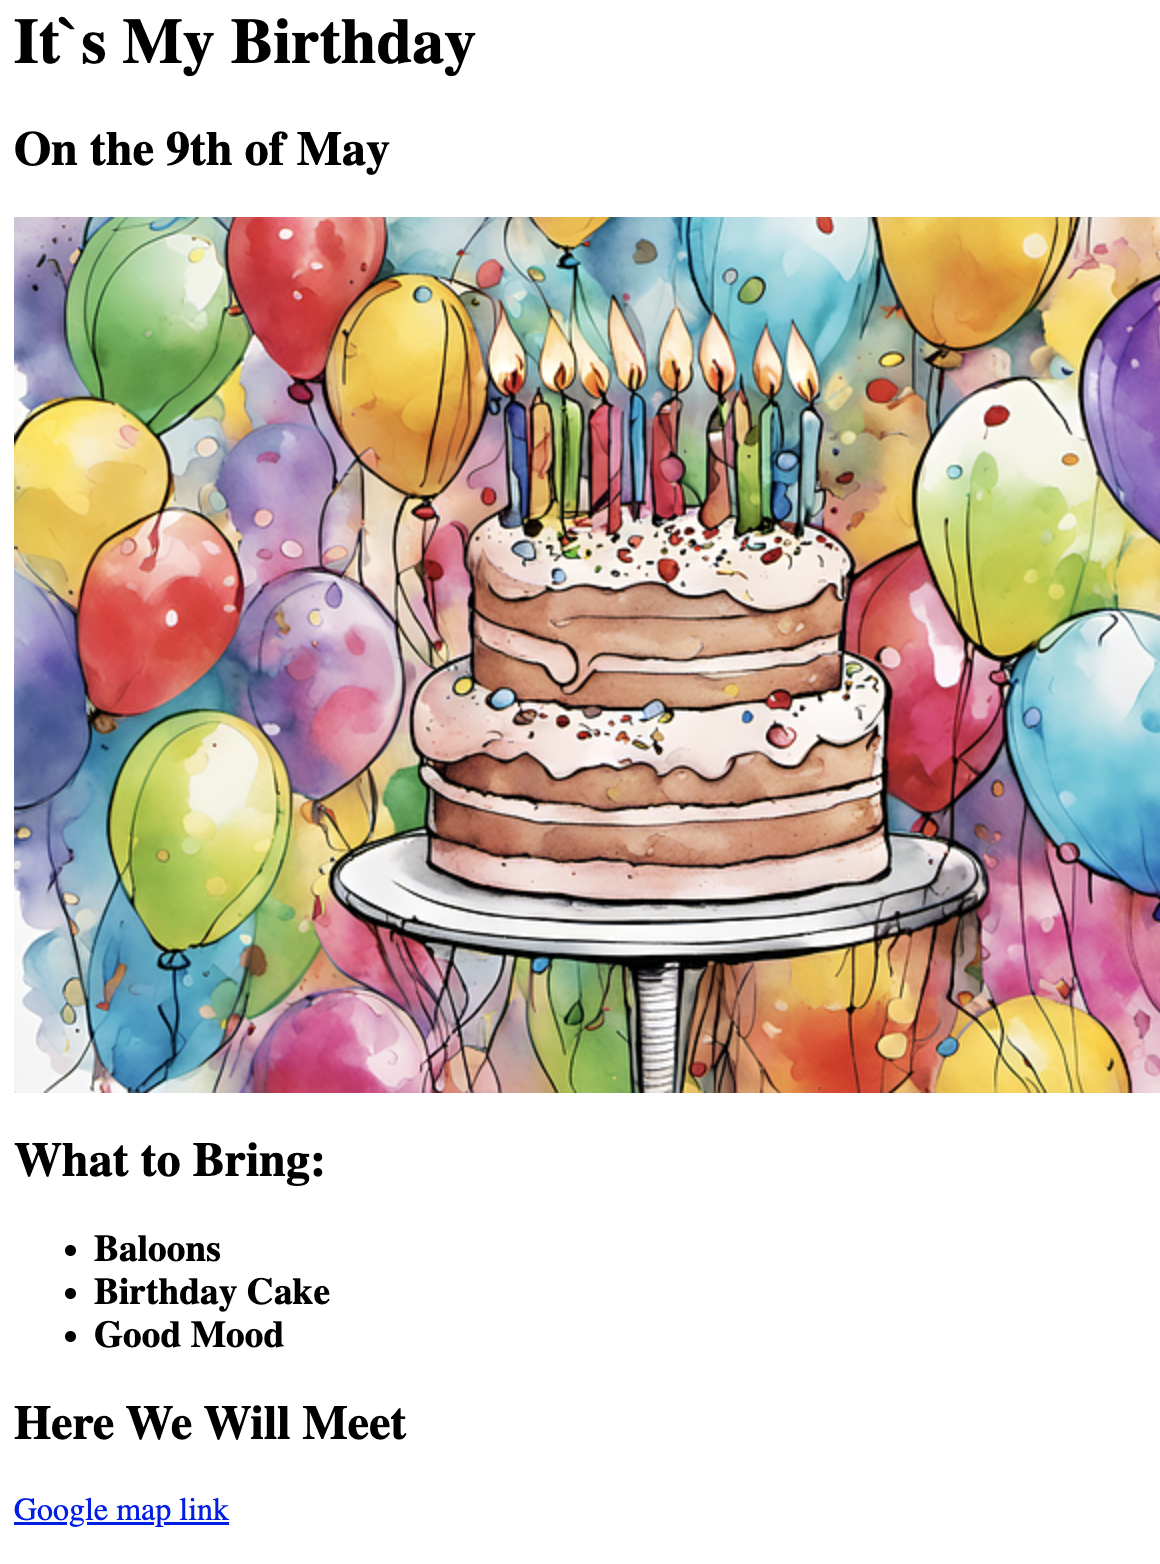 It`s My Birthday
On the 9th of May
What to Bring:
Baloons
Birthday Cake
Good Mood
Here We Will Meet
Google map link